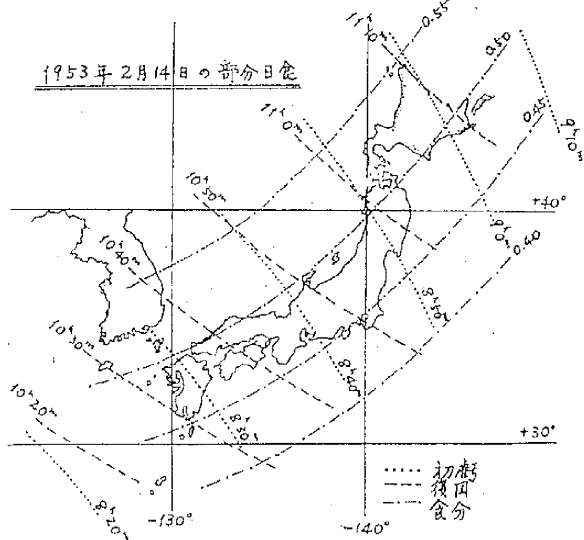 1953年2月14日の部分日食
0.55
11ʰ10ᵐ
0.50
0.45
9ʰ10ᵐ
11ʰ0ᵐ
10ʰ50ᵐ
+40°
9ʰ0ᵐ
0.40
10ʰ40ᵐ
8ʰ50ᵐ
10ʰ30ᵐ
8ʰ40ᵐ
10ʰ20ᵐ
8ʰ30ᵐ
+30°
初虧
復円
食分
8ʰ20ᵐ
-130°
-140°